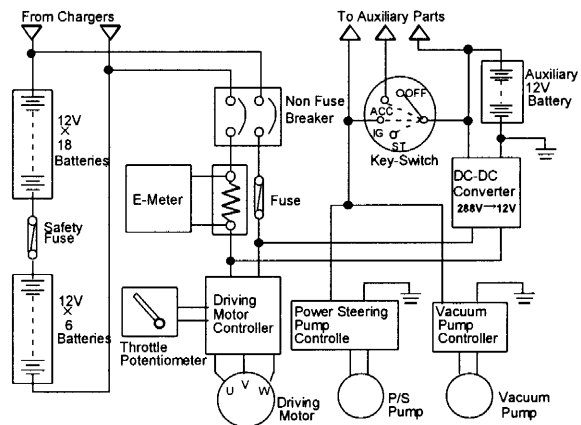 From Chargers
To Auxiliary Parts
12V
×
18
Batteries
Non Fuse
Breaker
OFF
ACC
IG
ST
Key-Switch
Auxiliary
12V
Battery
E-Meter
Fuse
DC-DC
Converter
288V→12V
Safety
Fuse
12V
×
6
Batteries
Throttle
Potentiometer
Driving
Motor
Controller
Power Steering
Pump
Controlle
Vacuum
Pump
Controller
U V W
Driving
Motor
P/S
Pump
Vacuum
Pump